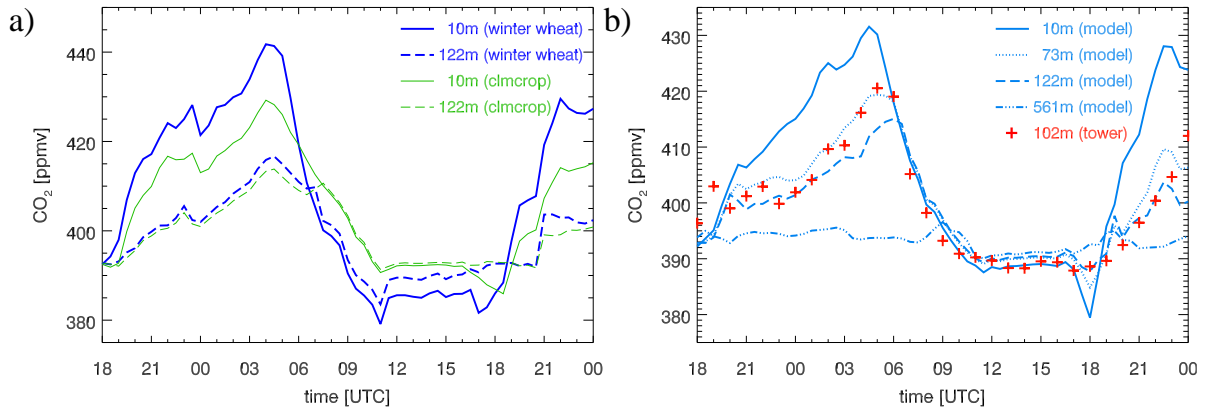 a)
10m (winter wheat)
122m (winter wheat)
10m (clmcrop)
122m (clmcrop)
440
420
400
380
CO2 [ppmv]
18 21 00 03 06 09 12 15 18 21 00
time [UTC]
b)
10m (model)
73m (model)
122m (model)
561m (model)
102m (tower)
430
420
410
400
390
380
CO2 [ppmv]
18 21 00 03 06 09 12 15 18 21 00
time [UTC]